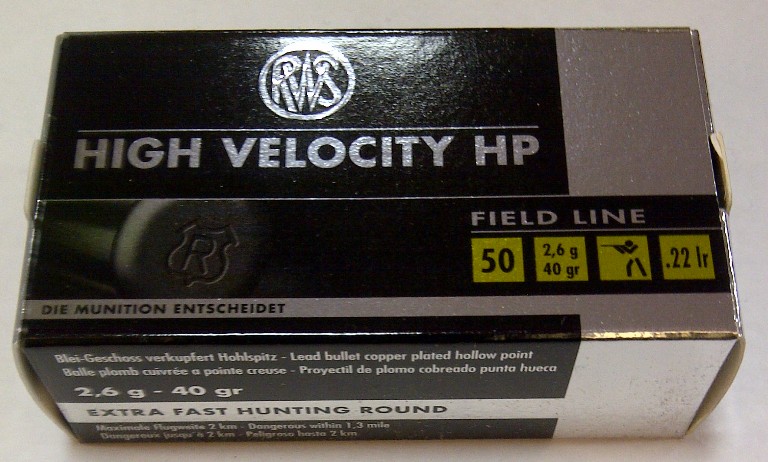 RWS
HIGH VELOCITY HP
FIELD LINE
R
50
2,6 g
40 gr
.22 lr
DIE MUNITION ENTSCHEIDET
Blei-Geschoss verkupfert Hohlspitz - Lead bullet copper plated hollow point
Balle plomb cuivrée a pointe creuse - Proyectil de plomo cobreado punta hueca
2,6 g - 40 gr
EXTRA FAST HUNTING ROUND
Maximale Flugweite 2 km - Dangerous within 1,3 mile
Dangereux jusqu'à 2 km - Peligroso hasta 2 km